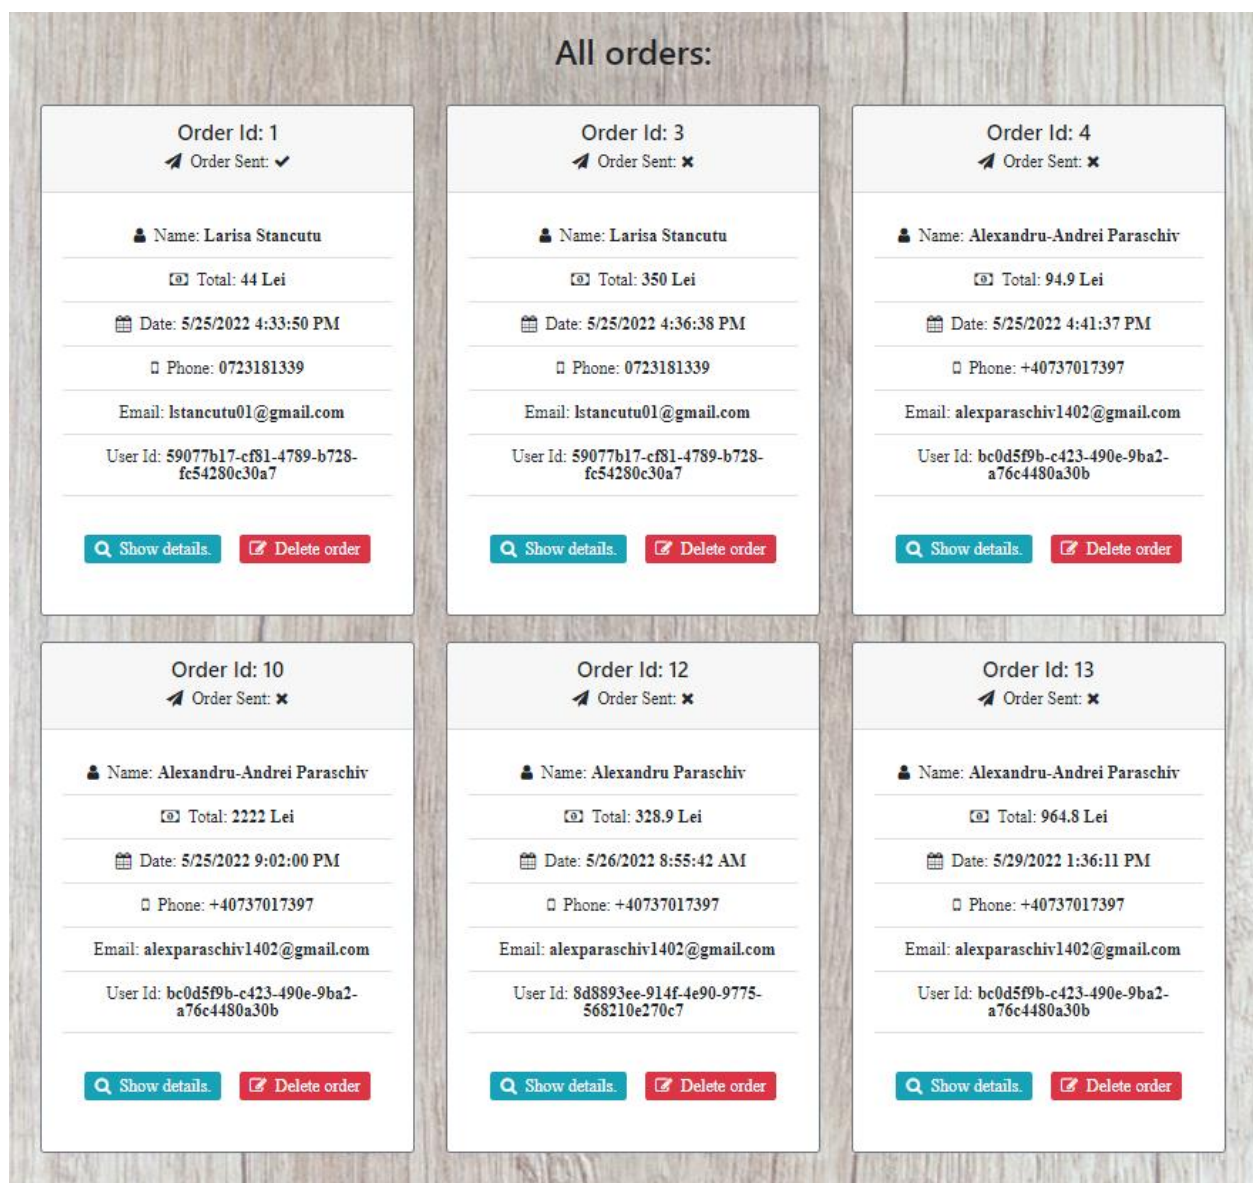 All orders:
Order Id: 1
Order Sent: ✔
Name: Larisa Stancutu
Total: 44 Lei
Date: 5/25/2022 4:33:50 PM
Phone: 0723181339
Email: lstancutu01@gmail.com
User Id: 59077b17-cf81-4789-b728-
fc54280c30a7
Show details.
Delete order
Order Id: 3
Order Sent: ✖
Name: Larisa Stancutu
Total: 350 Lei
Date: 5/25/2022 4:36:38 PM
Phone: 0723181339
Email: lstancutu01@gmail.com
User Id: 59077b17-cf81-4789-b728-
fc54280c30a7
Show details.
Delete order
Order Id: 4
Order Sent: ✖
Name: Alexandru-Andrei Paraschiv
Total: 94.9 Lei
Date: 5/25/2022 4:41:37 PM
Phone: +40737017397
Email: alexparaschiv1402@gmail.com
User Id: bc0d5f9b-c423-490e-9ba2-
a76c4480a30b
Show details.
Delete order
Order Id: 10
Order Sent: ✖
Name: Alexandru-Andrei Paraschiv
Total: 2222 Lei
Date: 5/25/2022 9:02:00 PM
Phone: +40737017397
Email: alexparaschiv1402@gmail.com
User Id: bc0d5f9b-c423-490e-9ba2-
a76c4480a30b
Show details.
Delete order
Order Id: 12
Order Sent: ✖
Name: Alexandru Paraschiv
Total: 328.9 Lei
Date: 5/26/2022 8:55:42 AM
Phone: +40737017397
Email: alexparaschiv1402@gmail.com
User Id: 8d8893ee-914f-4e90-9775-
568210e270c7
Show details.
Delete order
Order Id: 13
Order Sent: ✖
Name: Alexandru-Andrei Paraschiv
Total: 964.8 Lei
Date: 5/29/2022 1:36:11 PM
Phone: +40737017397
Email: alexparaschiv1402@gmail.com
User Id: bc0d5f9b-c423-490e-9ba2-
a76c4480a30b
Show details.
Delete order